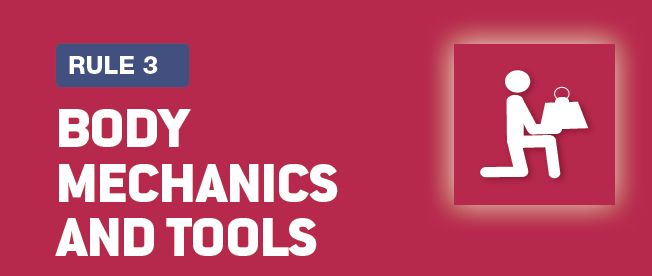 RULE 3
BODY
MECHANICS
AND TOOLS